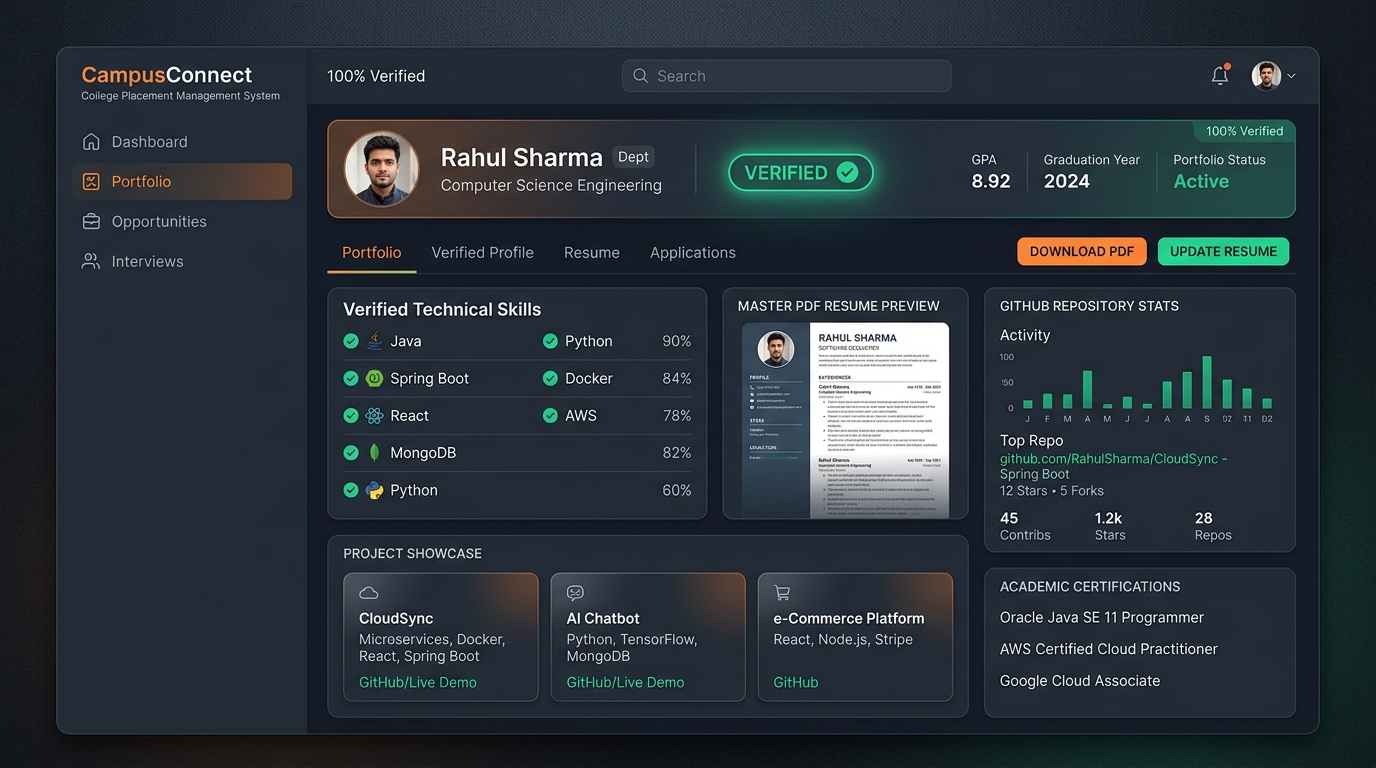 CampusConnect
College Placement Management System
Dashboard
Portfolio
Opportunities
Interviews
100% Verified
Search
100% Verified
Rahul Sharma Dept
Computer Science Engineering
VERIFIED
GPA
8.92
Graduation Year
2024
Portfolio Status
Active
Portfolio
Verified Profile
Resume
Applications
DOWNLOAD PDF
UPDATE RESUME
Verified Technical Skills
Java Python 90%
Spring Boot Docker 84%
React AWS 78%
MongoDB 82%
Python 60%
MASTER PDF RESUME PREVIEW
RAHUL SHARMA
PROFILE
GITHUB REPOSITORY STATS
Activity
100
0
J F M A M J J A A S 11
Top Repo
github.com/RahulSharma/CloudSync –
Spring Boot
12 Stars • 5 Forks
45
Contribs
1.2k
Stars
28
Repos
PROJECT SHOWCASE
CloudSync
Microservices, Docker,
React, Spring Boot
GitHub/Live Demo
AI Chatbot
Python, TensorFlow,
MongoDB
GitHub/Live Demo
e-Commerce Platform
React, Node.js, Stripe
GitHub
ACADEMIC CERTIFICATIONS
Oracle Java SE 11 Programmer
AWS Certified Cloud Practitioner
Google Cloud Associate